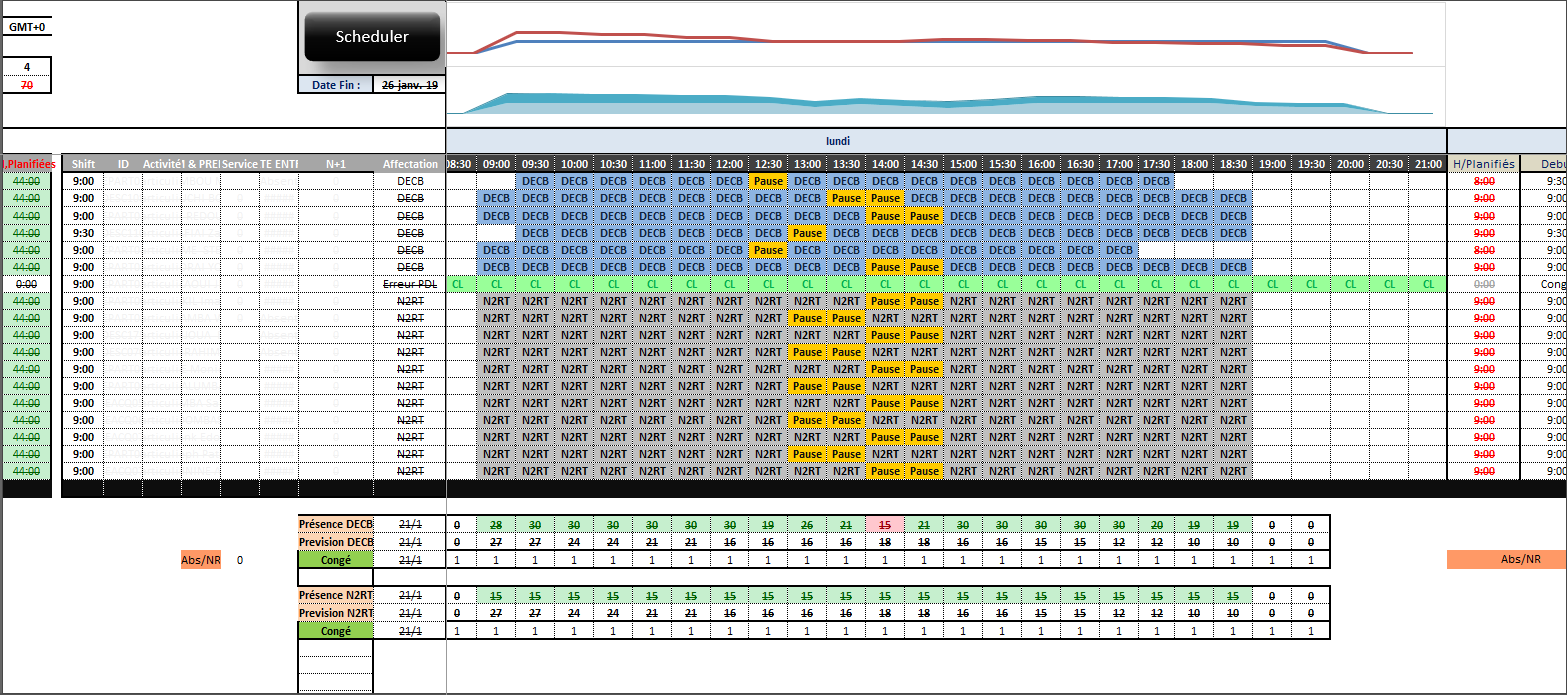 GMT+0
Scheduler
4
70
Date Fin : 26 janv. 19
lundi
Planifiées Shift ID Activité & PREI Service TE ENTI N+1 Affectation 08:30 09:00 09:30 10:00 10:30 11:00 11:30 12:00 12:30 13:00 13:30 14:00 14:30 15:00 15:30 16:00 16:30 17:00 17:30 18:00 18:30 19:00 19:30 20:00 20:30 21:00 H/Planifiés Debu
44:00 9:00 DECB DECB DECB DECB DECB DECB DECB Pause DECB DECB DECB DECB DECB DECB DECB DECB DECB DECB 8:00 9:30
44:00 9:00 DECB DECB DECB DECB DECB DECB DECB DECB DECB DECB Pause Pause DECB DECB DECB DECB DECB DECB DECB DECB DECB 9:00 9:00
44:00 9:00 DECB DECB DECB DECB DECB DECB DECB DECB DECB DECB DECB Pause Pause DECB DECB DECB DECB DECB DECB DECB DECB 9:00 9:00
44:00 9:30 DECB DECB DECB DECB DECB DECB DECB DECB Pause DECB DECB DECB DECB DECB DECB DECB DECB DECB DECB DECB 9:00 9:30
44:00 9:00 DECB DECB DECB DECB DECB DECB DECB DECB Pause DECB DECB DECB DECB DECB DECB DECB DECB DECB 8:00 9:00
44:00 9:00 DECB DECB DECB DECB DECB DECB DECB DECB DECB DECB DECB Pause Pause DECB DECB DECB DECB DECB DECB DECB DECB 9:00 9:00
0:00 9:00 Erreur PDL CL CL CL CL CL CL CL CL CL CL CL CL CL CL CL CL CL CL CL CL CL CL CL CL CL CL 0:00 Cong
44:00 9:00 N2RT N2RT N2RT N2RT N2RT N2RT N2RT N2RT N2RT N2RT N2RT Pause Pause N2RT N2RT N2RT N2RT N2RT N2RT N2RT N2RT 9:00 9:00
44:00 9:00 N2RT N2RT N2RT N2RT N2RT N2RT N2RT N2RT N2RT Pause Pause N2RT N2RT N2RT N2RT N2RT N2RT N2RT N2RT N2RT N2RT 9:00 9:00
44:00 9:00 N2RT N2RT N2RT N2RT N2RT N2RT N2RT N2RT N2RT N2RT N2RT Pause Pause N2RT N2RT N2RT N2RT N2RT N2RT N2RT N2RT 9:00 9:00
44:00 9:00 N2RT N2RT N2RT N2RT N2RT N2RT N2RT N2RT N2RT Pause Pause N2RT N2RT N2RT N2RT N2RT N2RT N2RT N2RT N2RT N2RT 9:00 9:00
44:00 9:00 N2RT N2RT N2RT N2RT N2RT N2RT N2RT N2RT N2RT N2RT N2RT Pause Pause N2RT N2RT N2RT N2RT N2RT N2RT N2RT N2RT 9:00 9:00
44:00 9:00 N2RT N2RT N2RT N2RT N2RT N2RT N2RT N2RT N2RT Pause Pause N2RT N2RT N2RT N2RT N2RT N2RT N2RT N2RT N2RT N2RT 9:00 9:00
44:00 9:00 N2RT N2RT N2RT N2RT N2RT N2RT N2RT N2RT N2RT N2RT N2RT Pause Pause N2RT N2RT N2RT N2RT N2RT N2RT N2RT N2RT 9:00 9:00
44:00 9:00 N2RT N2RT N2RT N2RT N2RT N2RT N2RT N2RT N2RT Pause Pause N2RT N2RT N2RT N2RT N2RT N2RT N2RT N2RT N2RT N2RT 9:00 9:00
44:00 9:00 N2RT N2RT N2RT N2RT N2RT N2RT N2RT N2RT N2RT N2RT N2RT Pause Pause N2RT N2RT N2RT N2RT N2RT N2RT N2RT N2RT 9:00 9:00
44:00 9:00 N2RT N2RT N2RT N2RT N2RT N2RT N2RT N2RT N2RT Pause Pause N2RT N2RT N2RT N2RT N2RT N2RT N2RT N2RT N2RT N2RT 9:00 9:00
44:00 9:00 N2RT N2RT N2RT N2RT N2RT N2RT N2RT N2RT N2RT N2RT N2RT Pause Pause N2RT N2RT N2RT N2RT N2RT N2RT N2RT N2RT 9:00 9:00
Présence DECB 21/1 0 28 30 30 30 30 30 30 19 26 21 15 21 30 30 30 30 30 20 19 19 0 0
Prevision DECB 21/1 0 27 27 24 24 21 21 16 16 16 16 18 18 16 16 15 15 12 12 10 10 0 0
Abs/NR 0 Congé 21/1 1 1 1 1 1 1 1 1 1 1 1 1 1 1 1 1 1 1 1 1 1 1 1 Abs/NR
Présence N2RT 21/1 0 15 15 15 15 15 15 15 15 15 15 15 15 15 15 15 15 15 15 15 15 0 0
Prevision N2RT 21/1 0 27 27 24 24 21 21 16 16 16 16 18 18 16 16 15 15 12 12 10 10 0 0
Congé 21/1 1 1 1 1 1 1 1 1 1 1 1 1 1 1 1 1 1 1 1 1 1 1 1